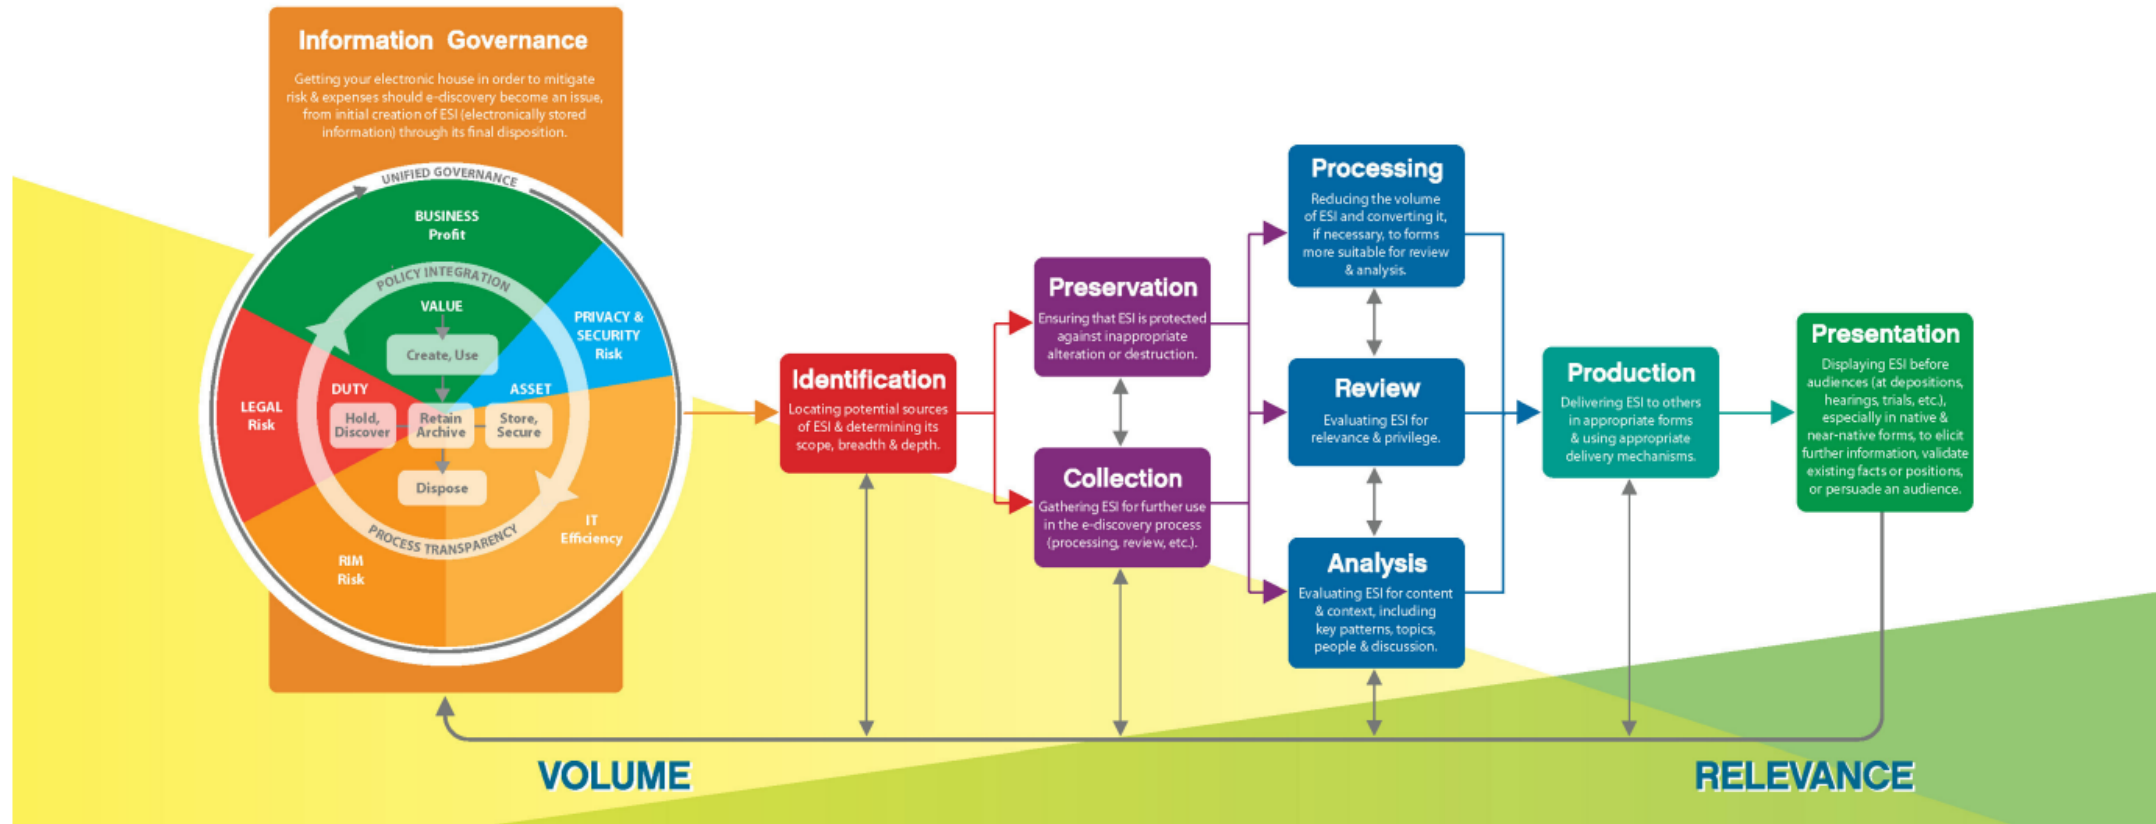 Information Governance
Getting your electronic house in order to mitigate
risk & expenses should e-discovery become an issue,
from initial creation of ESI (electronically stored
information) through its final disposition.
UNIFIED GOVERNANCE
BUSINESS
Profit
POLICY INTEGRATION
VALUE
Create, Use
PRIVACY &
SECURITY
Risk
DUTY
ASSET
LEGAL
Risk
Hold,
Discover
Retain
Archive
Store,
Secure
Dispose
PROCESS TRANSPARENCY
IT
Efficiency
RIM
Risk
Identification
Locating potential sources
of ESI & determining its
scope, breadth & depth.
Preservation
Ensuring that ESI is protected
against inappropriate
alteration or destruction.
Collection
Gathering ESI for further use
in the e-discovery process
(processing, review, etc.).
Processing
Reducing the volume
of ESI and converting it,
if necessary, to forms
more suitable for review
& analysis.
Review
Evaluating ESI for
relevance & privilege.
Analysis
Evaluating ESI for content
& context, including
key patterns, topics,
people & discussion.
Production
Delivering ESI to others
in appropriate forms
& using appropriate
delivery mechanisms.
Presentation
Displaying ESI before
audiences (at depositions,
hearings, trials, etc.),
especially in native &
near-native forms, to elicit
further information, validate
existing facts or positions,
or persuade an audience.
VOLUME
RELEVANCE